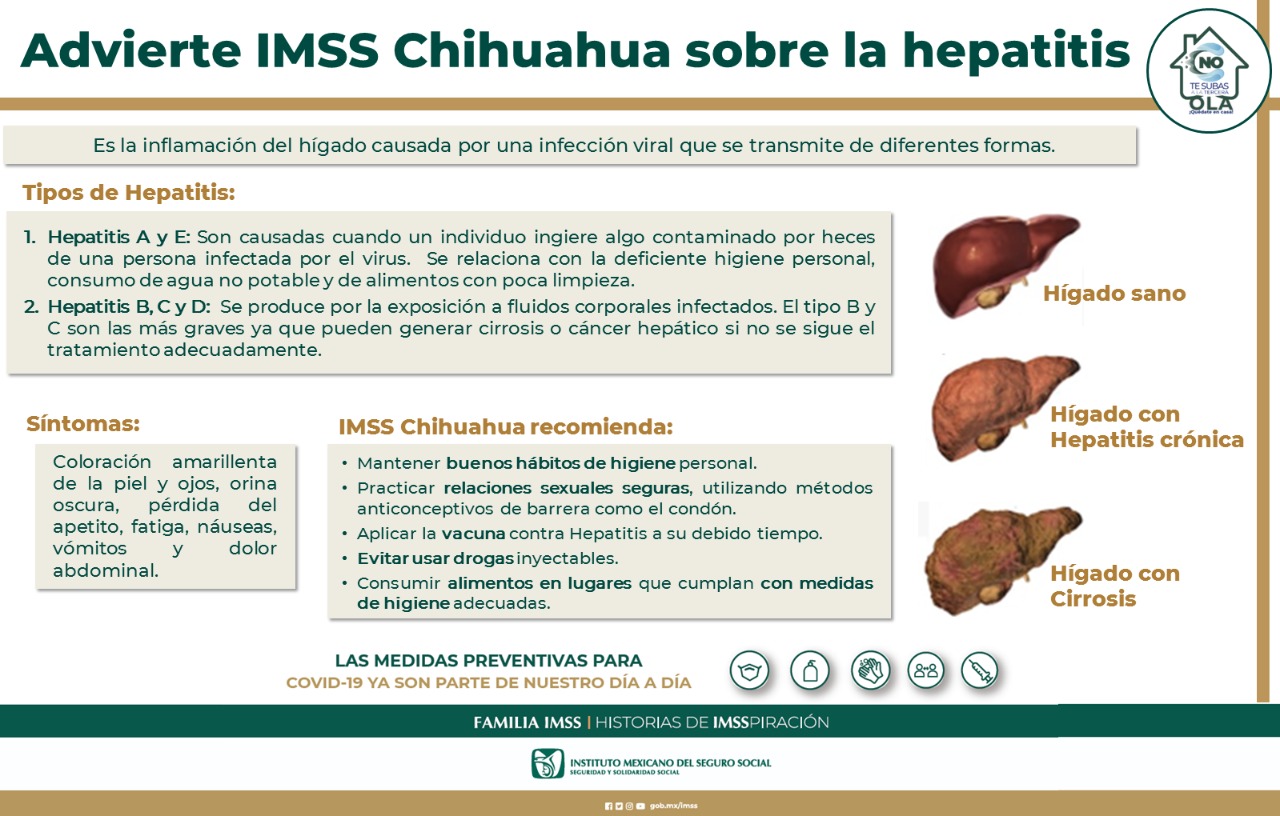 Advierte IMSS Chihuahua sobre la hepatitis
NO
TE SUBAS
A LA TERCERA
OLA
¡Quédate en casa!
Es la inflamación del hígado causada por una infección viral que se transmite de diferentes formas.
Tipos de Hepatitis:
1. Hepatitis A y E: Son causadas cuando un individuo ingiere algo contaminado por heces
de una persona infectada por el virus. Se relaciona con la deficiente higiene personal,
consumo de agua no potable y de alimentos con poca limpieza.
2. Hepatitis B, C y D: Se produce por la exposición a fluidos corporales infectados. El tipo B y
C son las más graves ya que pueden generar cirrosis o cáncer hepático si no se sigue el
tratamiento adecuadamente.
Hígado sano
Hígado con
Hepatitis crónica
Hígado con
Cirrosis
Síntomas:
Coloración amarillenta
de la piel y ojos, orina
oscura, pérdida del
apetito, fatiga, náuseas,
vómitos y dolor
abdominal.
IMSS Chihuahua recomienda:
• Mantener buenos hábitos de higiene personal.
• Practicar relaciones sexuales seguras, utilizando métodos
anticonceptivos de barrera como el condón.
• Aplicar la vacuna contra Hepatitis a su debido tiempo.
• Evitar usar drogas inyectables.
• Consumir alimentos en lugares que cumplan con medidas
de higiene adecuadas.
LAS MEDIDAS PREVENTIVAS PARA
COVID-19 YA SON PARTE DE NUESTRO DÍA A DÍA
FAMILIA IMSS | HISTORIAS DE IMSSPIRACIÓN
INSTITUTO MEXICANO DEL SEGURO SOCIAL
SEGURIDAD Y SOLIDARIDAD SOCIAL
gob.mx/imss